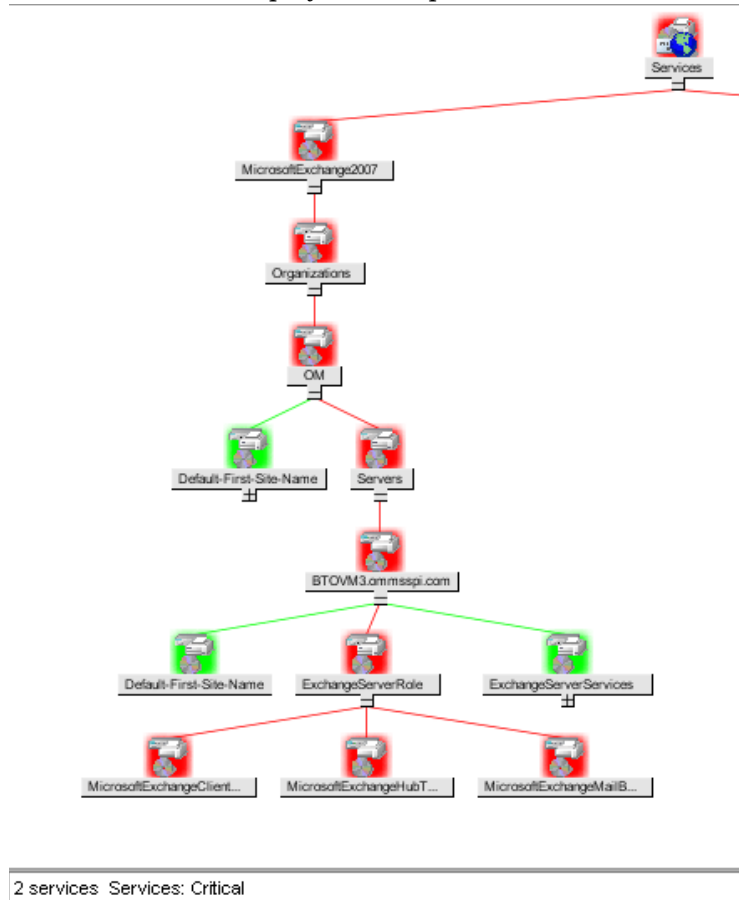 Services
MicrosoftExchange2007
Organizations
OM
Default-First-Site-Name
Servers
BTOVM3.ommsspi.com
Default-First-Site-Name
ExchangeServerRole
ExchangeServerServices
MicrosoftExchangeClient...
MicrosoftExchangeHubT...
MicrosoftExchangeMailB...
2 services Services: Critical